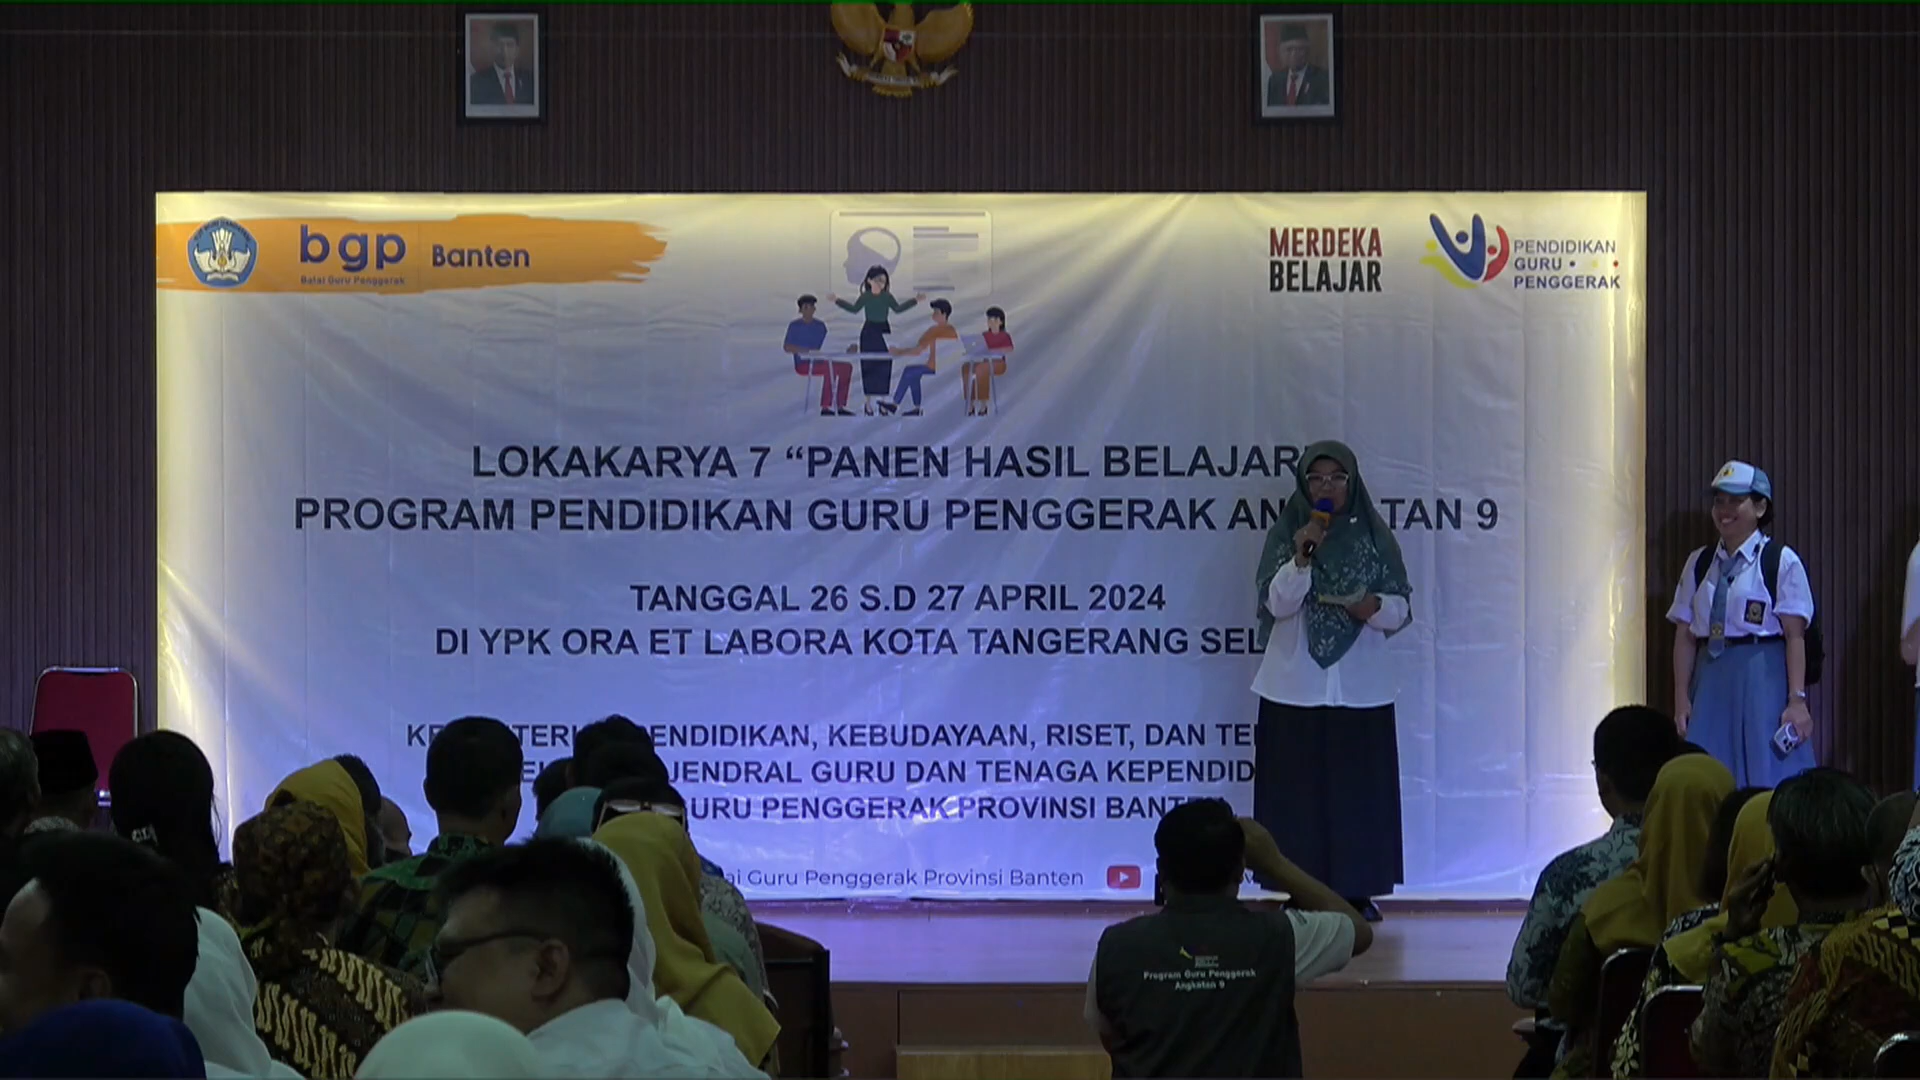 bgp Banten
Balai Guru Penggerak
MERDEKA
BELAJAR
PENDIDIKAN
GURU
PENGGERAK
LOKAKARYA 7 “PANEN HASIL BELAJAR”
PROGRAM PENDIDIKAN GURU PENGGERAK AN TAN 9
TANGGAL 26 S.D 27 APRIL 2024
DI YPK ORA ET LABORA KOTA TANGERANG SEL
KE TERI ENDIDIKAN, KEBUDAYAAN, RISET, DAN TE
JENDRAL GURU DAN TENAGA KEPENDID
GURU PENGGERAK PROVINSI BANTEN
ai Guru Penggerak Provinsi Banten
Program Guru Penggerak
Angkatan 9